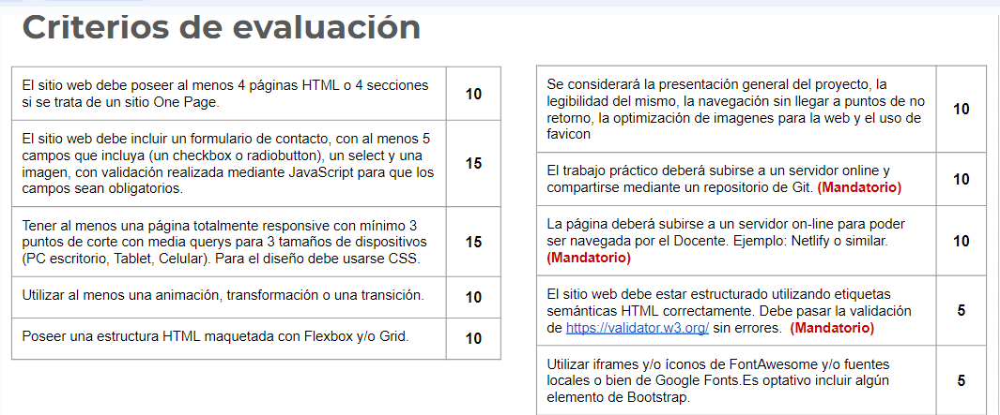 Criterios de evaluación
El sitio web debe poseer al menos 4 páginas HTML o 4 secciones
si se trata de un sitio One Page.
10
El sitio web debe incluir un formulario de contacto, con al menos 5
campos que incluya (un checkbox o radiobutton), un select y una
imagen, con validación realizada mediante JavaScript para que los
campos sean obligatorios.
15
Tener al menos una página totalmente responsive con mínimo 3
puntos de corte con media querys para 3 tamaños de dispositivos
(PC escritorio, Tablet, Celular). Para el diseño debe usarse CSS.
15
Utilizar al menos una animación, transformación o una transición.
10
Poseer una estructura HTML maquetada con Flexbox y/o Grid.
10
Se considerará la presentación general del proyecto, la
legibilidad del mismo, la navegación sin llegar a puntos de no
retorno, la optimización de imagenes para la web y el uso de
favicon
10
El trabajo práctico deberá subirse a un servidor online y
compartirse mediante un repositorio de Git. (Mandatorio)
10
La página deberá subirse a un servidor on-line para poder
ser navegada por el Docente. Ejemplo: Netlify o similar.
(Mandatorio)
10
El sitio web debe estar estructurado utilizando etiquetas
semánticas HTML correctamente. Debe pasar la validación
de https://validator.w3.org/ sin errores. (Mandatorio)
5
Utilizar iframes y/o íconos de FontAwesome y/o fuentes
locales o bien de Google Fonts.Es optativo incluir algún
elemento de Bootstrap.
5